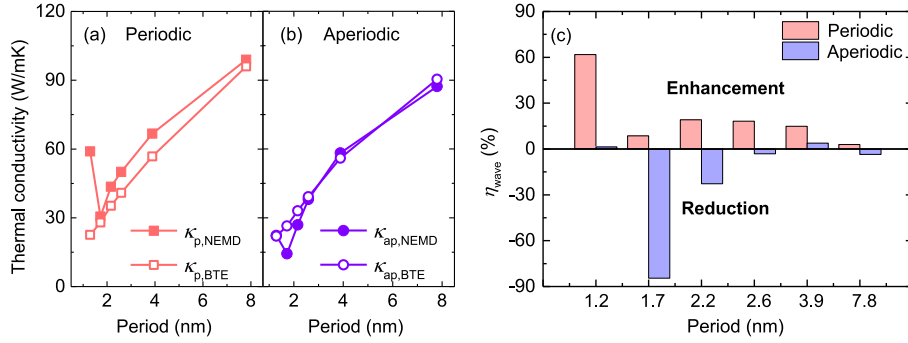 (a) Periodic
Thermal conductivity (W/mK)
120
90
60
30
0
κp,NEMD
κp,BTE
2 4 6 8
Period (nm)
(b) Aperiodic
κap,NEMD
κap,BTE
2 4 6 8
Period (nm)
(c)
Periodic
Aperiodic
Enhancement
Reduction
ηwave (%)
90
60
30
0
-30
-60
-90
1.2 1.7 2.2 2.6 3.9 7.8
Period (nm)